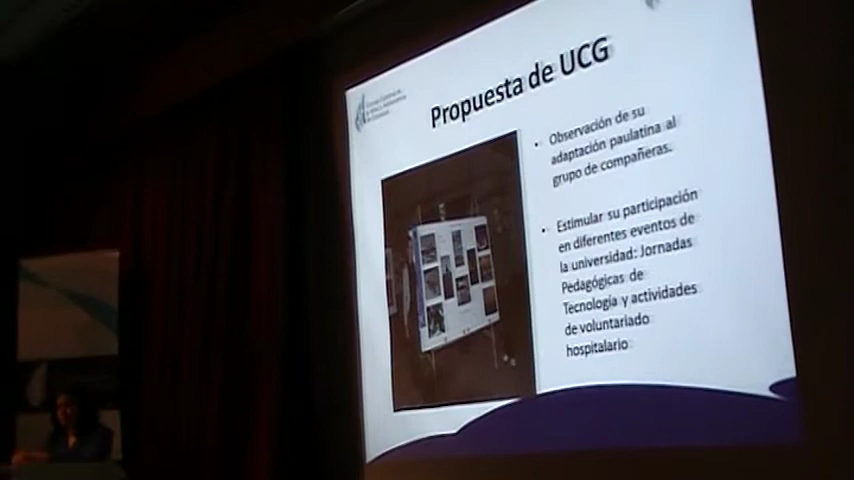 Propuesta de UCG
• Observación de su
adaptación paulatina al
grupo de compañeras.
• Estimular su participación
en diferentes eventos de
la universidad: Jornadas
Pedagógicas de
Tecnología y actividades
de voluntariado
hospitalario